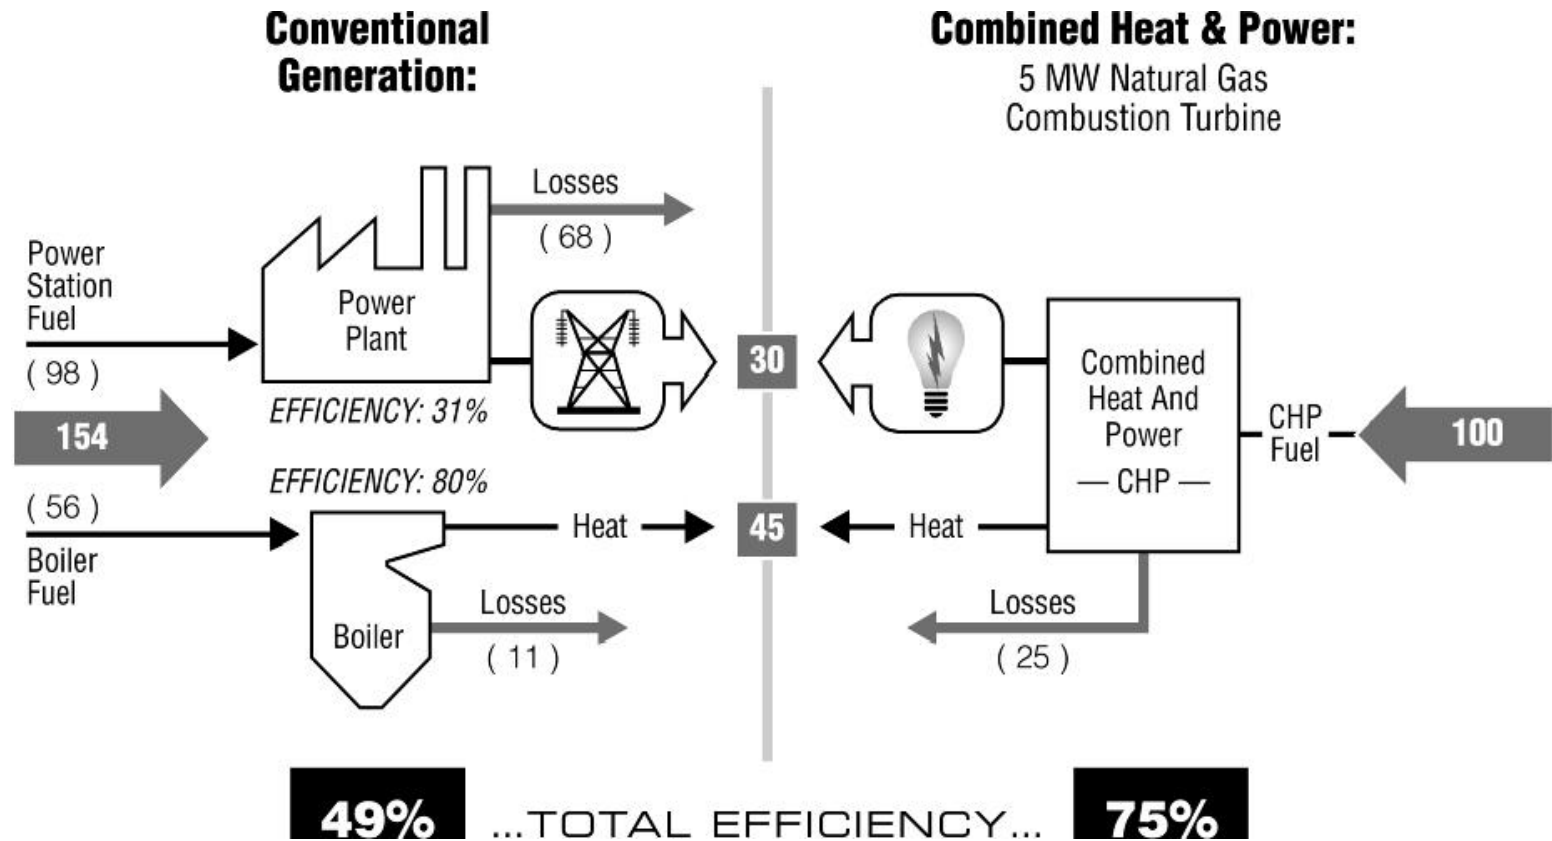 Conventional
Generation:
Combined Heat & Power:
5 MW Natural Gas
Combustion Turbine
Losses
( 68 )
Power
Station
Fuel
( 98 )
Power
Plant
EFFICIENCY: 31%
154
EFFICIENCY: 80%
( 56 )
Boiler
Fuel
Boiler
Heat
Losses
( 11 )
30
45
Combined
Heat And
Power
— CHP —
CHP
Fuel
100
Heat
Losses
( 25 )
49% ...TOTAL EFFICIENCY... 75%